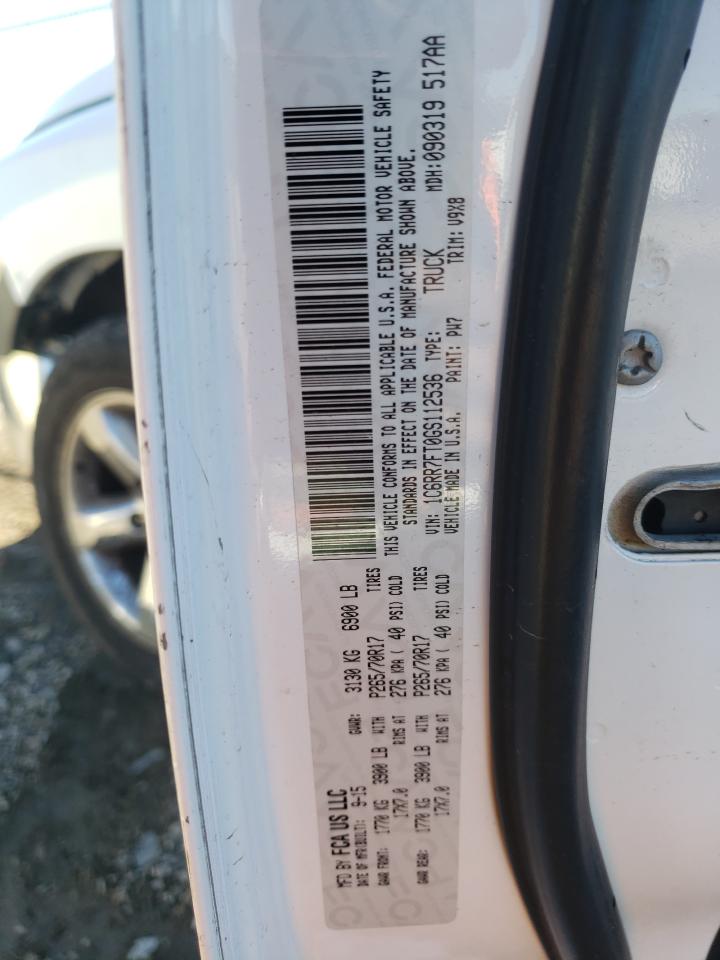 MFD BY FCA US LLC
DATE OF MFR(BUILT): 9-15 GVWR: 3130 KG 6900 LB
GAWR FRONT: 1770 KG 3900 LB WITH P265/70R17 TIRES
17X7.0 RIMS AT 276 KPA ( 40 PSI) COLD
GAWR REAR: 1770 KG 3900 LB WITH P265/70R17 TIRES
17X7.0 RIMS AT 276 KPA ( 40 PSI) COLD
THIS VEHICLE CONFORMS TO ALL APPLICABLE U.S.A. FEDERAL MOTOR VEHICLE SAFETY
STANDARDS IN EFFECT ON THE DATE OF MANUFACTURE SHOWN ABOVE.
VIN: 1C6RR7FT0GS112536 TYPE: TRUCK MDH:090319 517AA
VEHICLE MADE IN U.S.A. PAINT: PW7 TRIM: V9X8